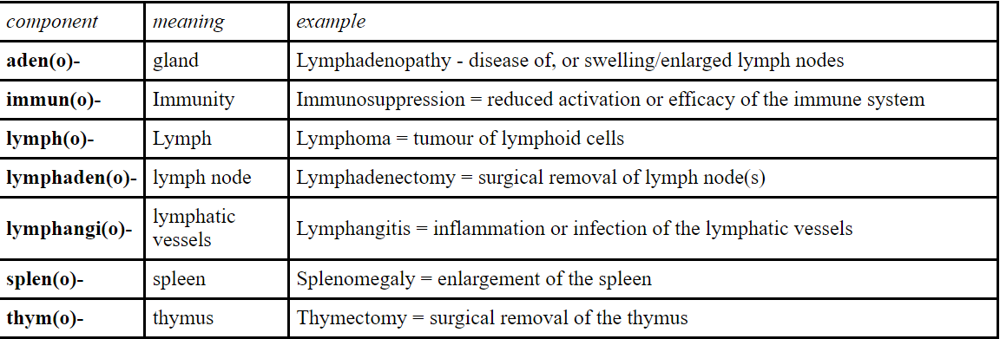 component meaning example
aden(o)- gland Lymphadenopathy - disease of, or swelling/enlarged lymph nodes
immun(o)- Immunity Immunosuppression = reduced activation or efficacy of the immune system
lymph(o)- Lymph Lymphoma = tumour of lymphoid cells
lymphaden(o)- lymph node Lymphadenectomy = surgical removal of lymph node(s)
lymphangi(o)- lymphatic vessels Lymphangitis = inflammation or infection of the lymphatic vessels
splen(o)- spleen Splenomegaly = enlargement of the spleen
thym(o)- thymus Thymectomy = surgical removal of the thymus